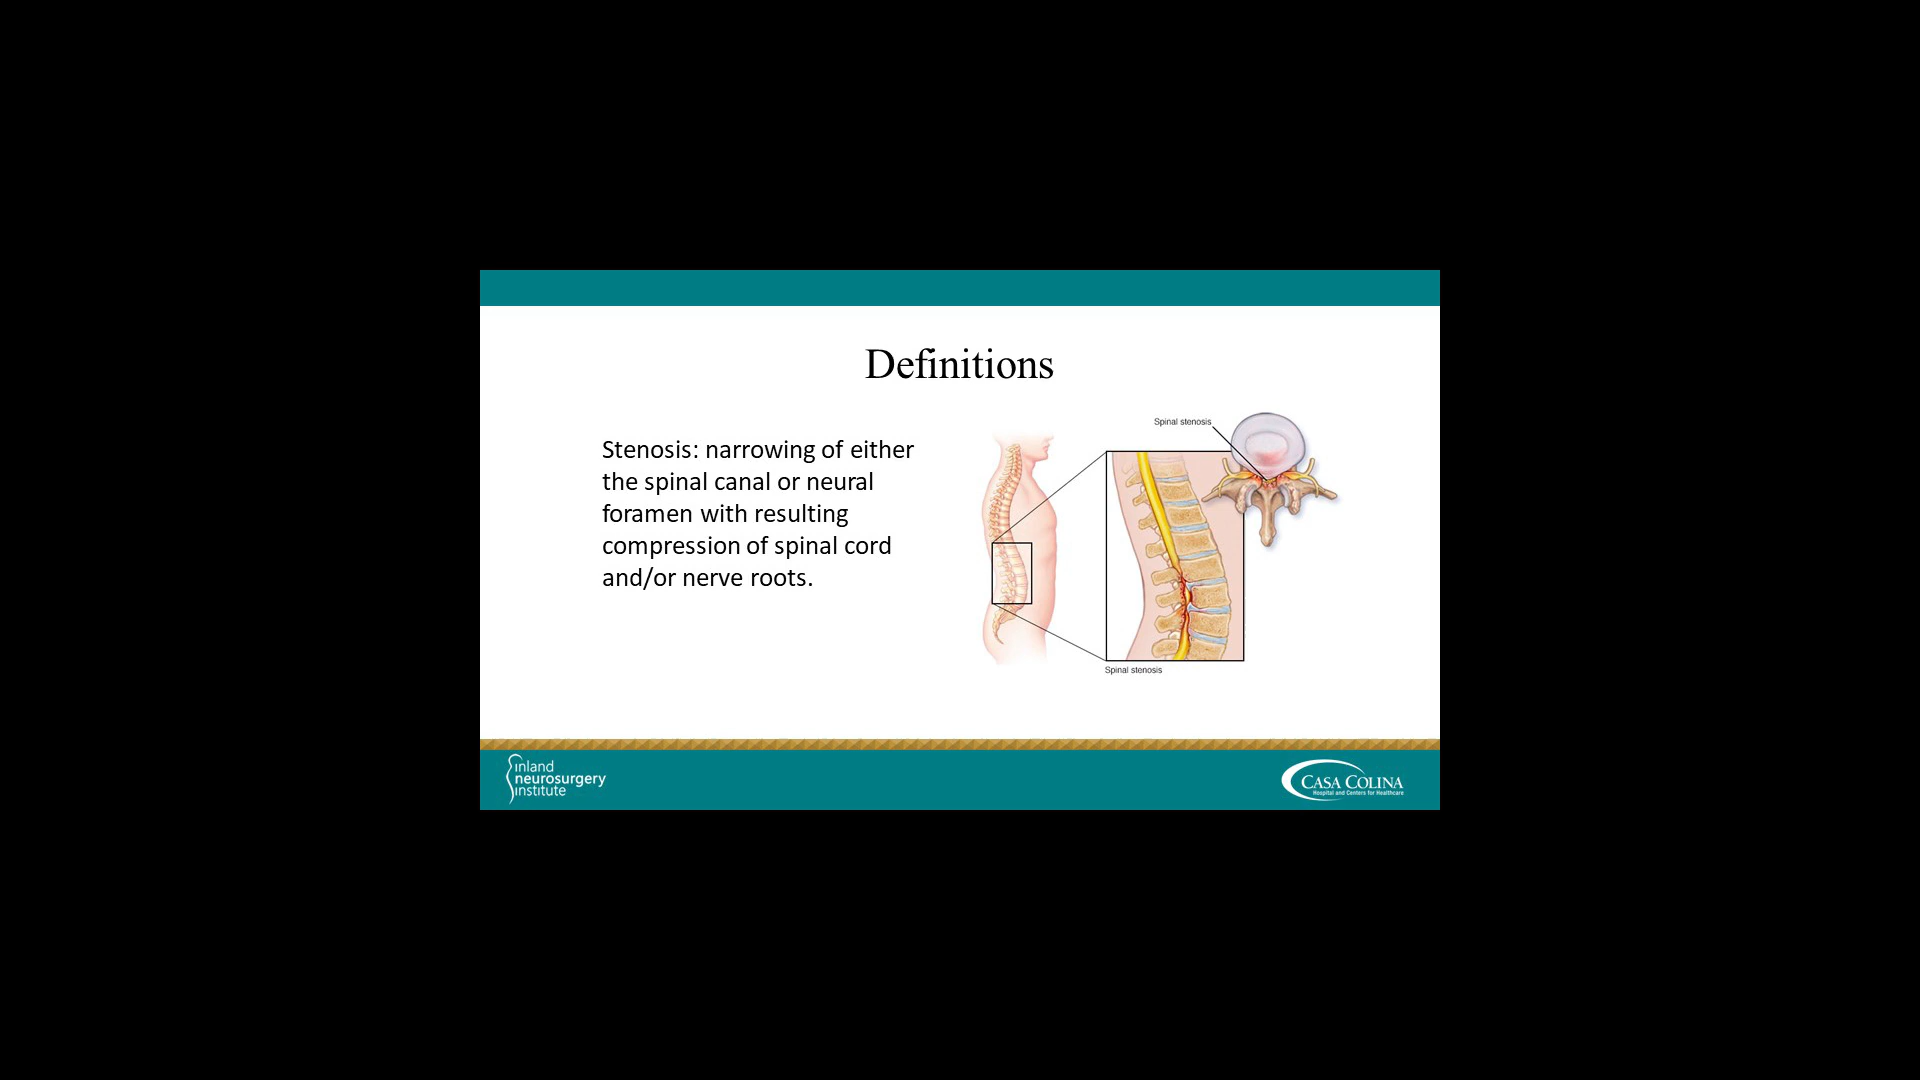 Definitions
Stenosis: narrowing of either
the spinal canal or neural
foramen with resulting
compression of spinal cord
and/or nerve roots.
Spinal stenosis
Spinal stenosis
inland
neurosurgery
institute
CASA COLINA
Hospital and Centers for Healthcare